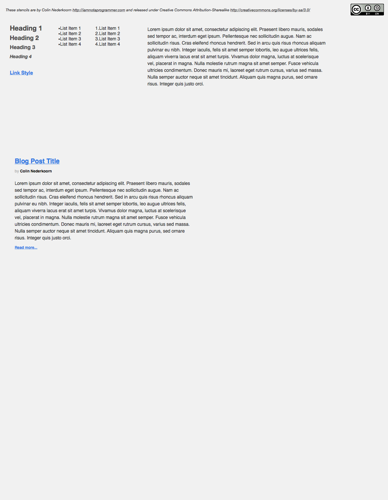 These stencils are by Colin Nederkoorn http://iamnotaprogrammer.com and released under Creative Commons Attribution-Sharealike http://creativecommons.org/licenses/by-sa/3.0/
Heading 1
Heading 2
Heading 3
Heading 4
Link Style
•List Item 1
•List Item 2
•List Item 3
•List Item 4
1.List Item 1
2.List Item 2
3.List Item 3
4.List Item 4
Lorem ipsum dolor sit amet, consectetur adipiscing elit. Praesent libero mauris, sodales
sed tempor ac, interdum eget ipsum. Pellentesque nec sollicitudin augue. Nam ac
sollicitudin risus. Cras eleifend rhoncus hendrerit. Sed in arcu quis risus rhoncus aliquam
pulvinar eu nibh. Integer iaculis, felis sit amet semper lobortis, leo augue ultrices felis,
aliquam viverra lacus erat sit amet turpis. Vivamus dolor magna, luctus at scelerisque
vel, placerat in magna. Nulla molestie rutrum magna sit amet semper. Fusce vehicula
ultricies condimentum. Donec mauris mi, laoreet eget rutrum cursus, varius sed massa.
Nulla semper auctor neque sit amet tincidunt. Aliquam quis magna purus, sed ornare
risus. Integer quis justo orci.
Blog Post Title
by Colin Nederkoorn
Lorem ipsum dolor sit amet, consectetur adipiscing elit. Praesent libero mauris, sodales
sed tempor ac, interdum eget ipsum. Pellentesque nec sollicitudin augue. Nam ac
sollicitudin risus. Cras eleifend rhoncus hendrerit. Sed in arcu quis risus rhoncus aliquam
pulvinar eu nibh. Integer iaculis, felis sit amet semper lobortis, leo augue ultrices felis,
aliquam viverra lacus erat sit amet turpis. Vivamus dolor magna, luctus at scelerisque
vel, placerat in magna. Nulla molestie rutrum magna sit amet semper. Fusce vehicula
ultricies condimentum. Donec mauris mi, laoreet eget rutrum cursus, varius sed massa.
Nulla semper auctor neque sit amet tincidunt. Aliquam quis magna purus, sed ornare
risus. Integer quis justo orci.
Read more...